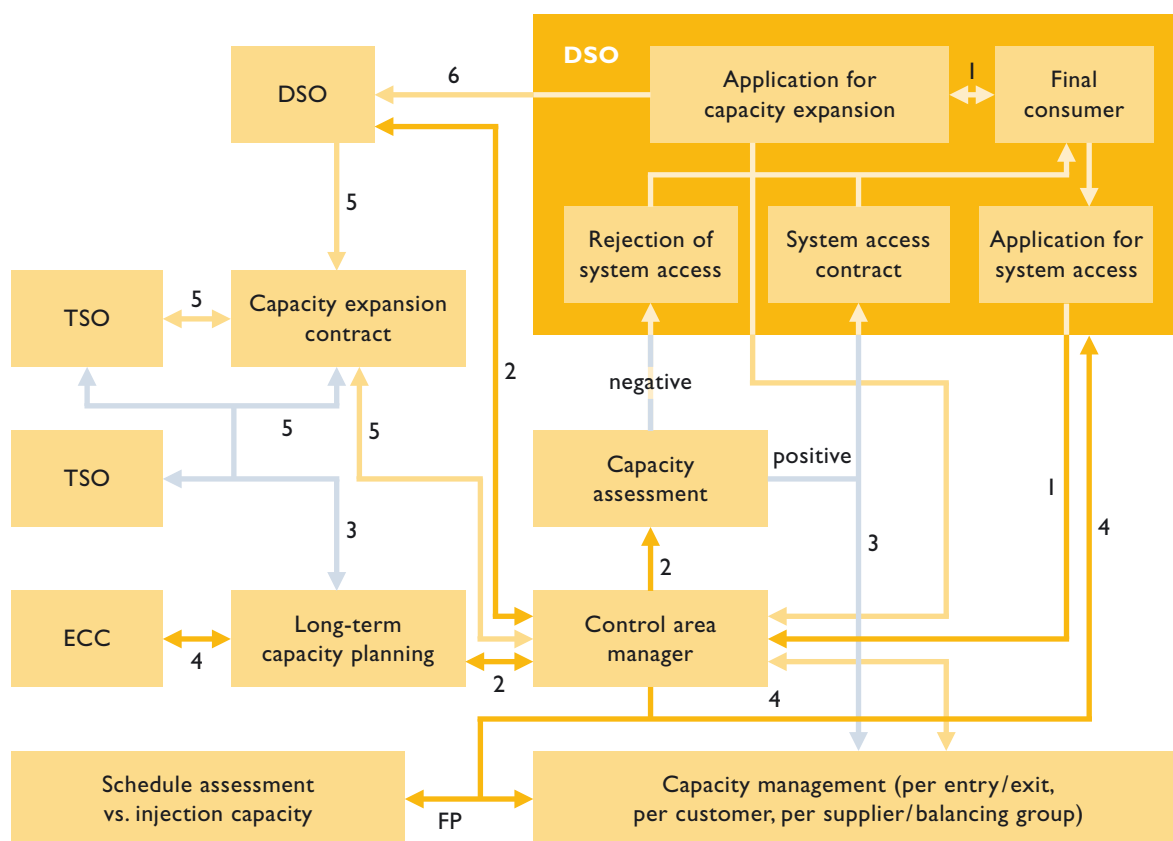 DSO
6
DSO
Application for
capacity expansion
1
Final
consumer
5
Rejection of
system access
System access
contract
Application for
system access
TSO
5
Capacity expansion
contract
2
negative
5
5
TSO
Capacity
assessment
positive
1
4
3
3
2
ECC
4
Long-term
capacity planning
2
Control area
manager
4
Schedule assessment
vs. injection capacity
FP
Capacity management (per entry/exit,
per customer, per supplier/balancing group)